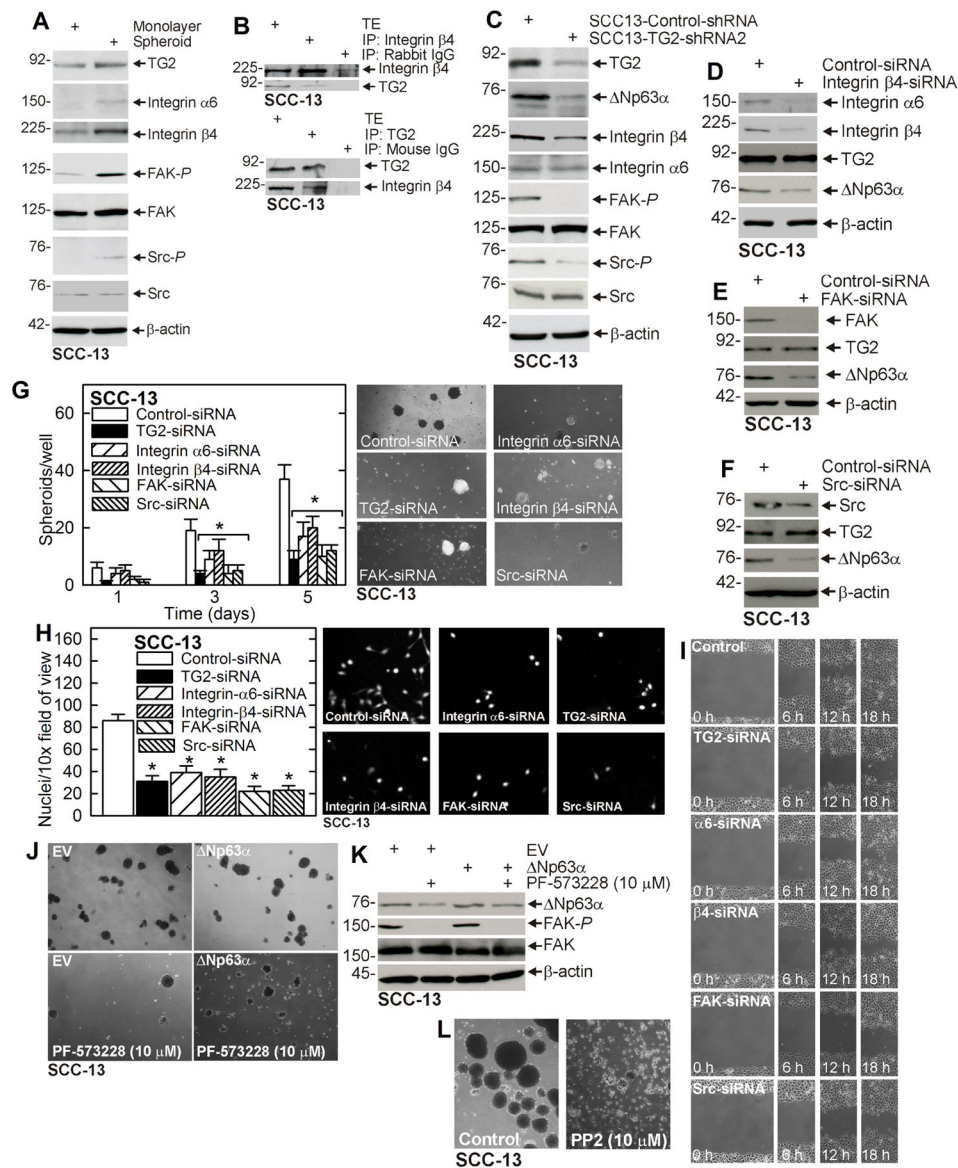 A
+ Monolayer
+ Spheroid
92- TG2
150- Integrin α6
225- Integrin β4
125- FAK-P
125- FAK
76- Src-P
76- Src
42- β-actin
SCC-13
B
+ TE
+ IP: Integrin β4
+ IP: Rabbit IgG
225- Integrin β4
92- TG2
SCC-13
+ TE
+ IP: TG2
+ IP: Mouse IgG
92- TG2
225- Integrin β4
SCC-13
C
SCC13-Control-shRNA
+
+ SCC13-TG2-shRNA2
92- TG2
76- ΔNp63α
225- Integrin β4
150- Integrin α6
125- FAK-P
125- FAK
76- Src-P
76- Src
42- β-actin
SCC-13
D
+ Control-siRNA
+ Integrin β4-siRNA
150- Integrin α6
225- Integrin β4
92- TG2
76- ΔNp63α
42- β-actin
SCC-13
E
Control-siRNA
+
+ FAK-siRNA
150- FAK
92- TG2
76- ΔNp63α
42- β-actin
SCC-13
F
+ Control-siRNA
+ Src-siRNA
76- Src
92- TG2
76- ΔNp63α
42- β-actin
SCC-13
G
SCC-13
Control-siRNA
TG2-siRNA
Integrin α6-siRNA
Integrin β4-siRNA
FAK-siRNA
Src-siRNA
Spheroids/well
60
40
20
0
* *
1 3 5
Time (days)
Control-siRNA Integrin α6-siRNA
TG2-siRNA Integrin β4-siRNA
FAK-siRNA Src-siRNA
SCC-13
H
SCC-13
Control-siRNA
TG2-siRNA
Integrin-α6-siRNA
Integrin-β4-siRNA
FAK-siRNA
Src-siRNA
Nuclei/10x field of view
160
140
120
100
80
60
40
20
0
* * * * *
Control-siRNA Integrin α6-siRNA TG2-siRNA
Integrin β4-siRNA FAK-siRNA Src-siRNA
SCC-13
I
Control
0 h 6 h 12 h 18 h
TG2-siRNA
0 h 6 h 12 h 18 h
α6-siRNA
0 h 6 h 12 h 18 h
β4-siRNA
0 h 6 h 12 h 18 h
FAK-siRNA
0 h 6 h 12 h 18 h
Src-siRNA
0 h 6 h 12 h 18 h
J
EV ΔNp63α
EV ΔNp63α
PF-573228 (10 μM) PF-573228 (10 μM)
SCC-13
K
+ + EV
+ + ΔNp63α
+ + PF-573228 (10 μM)
76- ΔNp63α
150- FAK-P
150- FAK
45- β-actin
SCC-13
L
Control PP2 (10 μM)
SCC-13